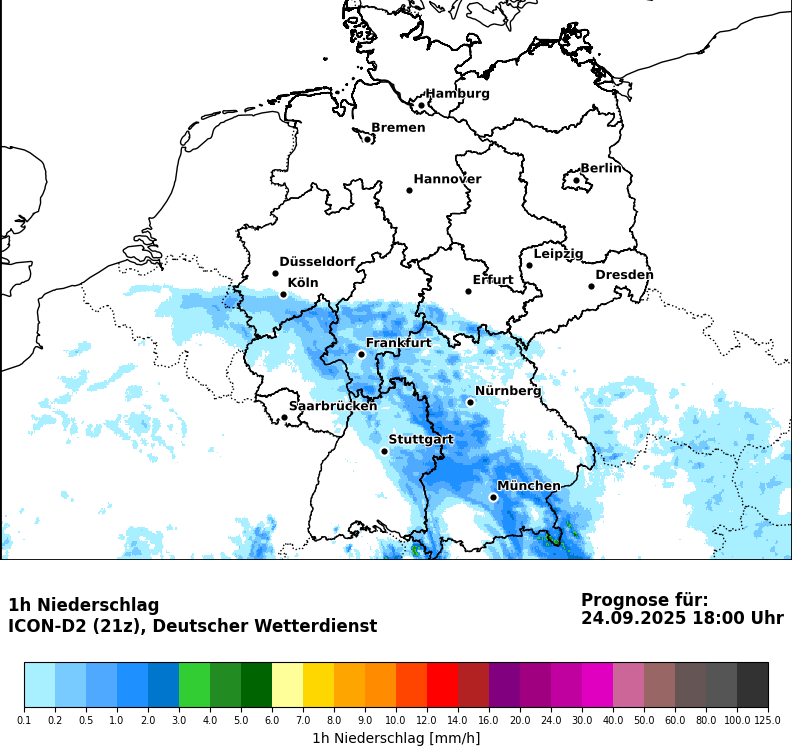 Hamburg
Bremen
Berlin
Hannover
Leipzig
Düsseldorf
Dresden
Köln
Erfurt
Frankfurt
Nürnberg
Saarbrücken
Stuttgart
München
1h Niederschlag
ICON-D2 (21z), Deutscher Wetterdienst
Prognose für:
24.09.2025 18:00 Uhr
0.1 0.2 0.5 1.0 2.0 3.0 4.0 5.0 6.0 7.0 9.0 10.0 12.0 14.0 16.0 20.0 24.0 30.0 40.0 50.0 60.0 80.0 100.0 125.0
1h Niederschlag [mm/h]